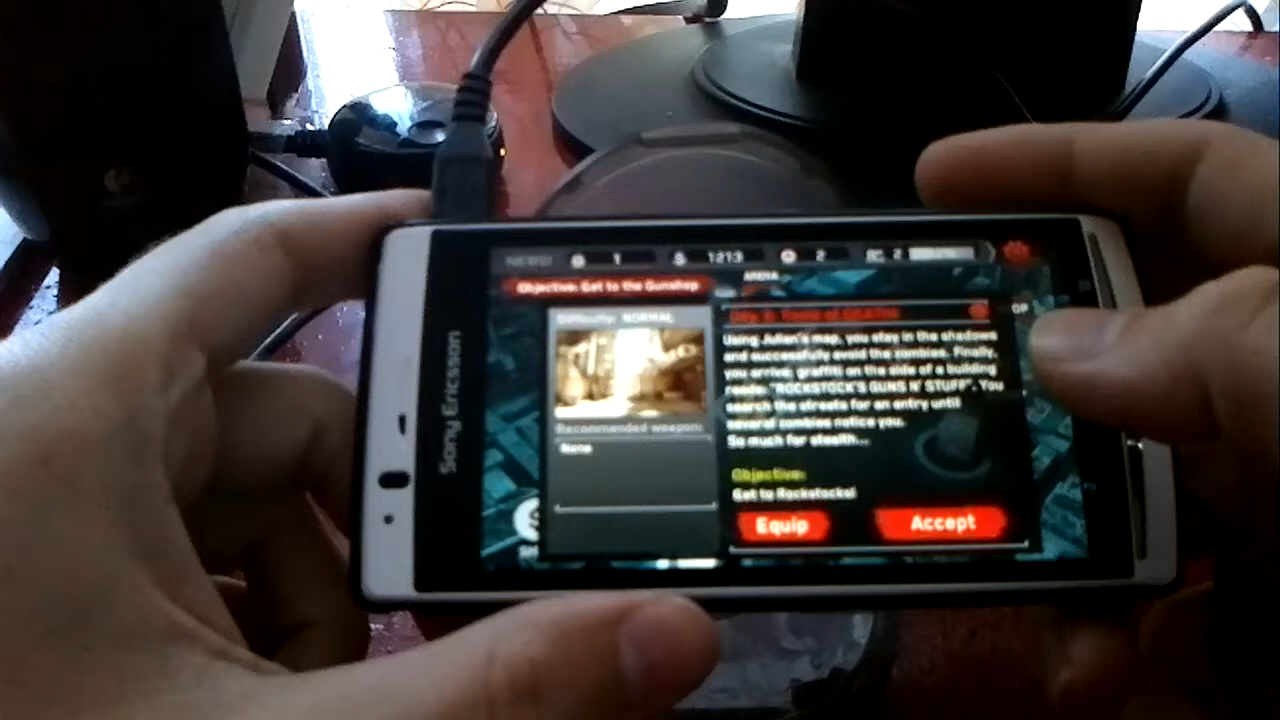 NEWS! 1 $ 1213 2 2
ARENA
Objective: Get to the Gunshop
Difficulty: NORMAL
Recommended weapon:
None
Using Julian's map, you stay in the shadows
and successfully avoid the zombies. Finally,
you arrive; graffiti on the side of a building
reads: "ROCKSTOCK'S GUNS N' STUFF". You
search the streets for an entry until
several zombies notice you.
So much for stealth...
Objective:
Get to Rockstocks!
Equip
Accept
Sony Ericsson